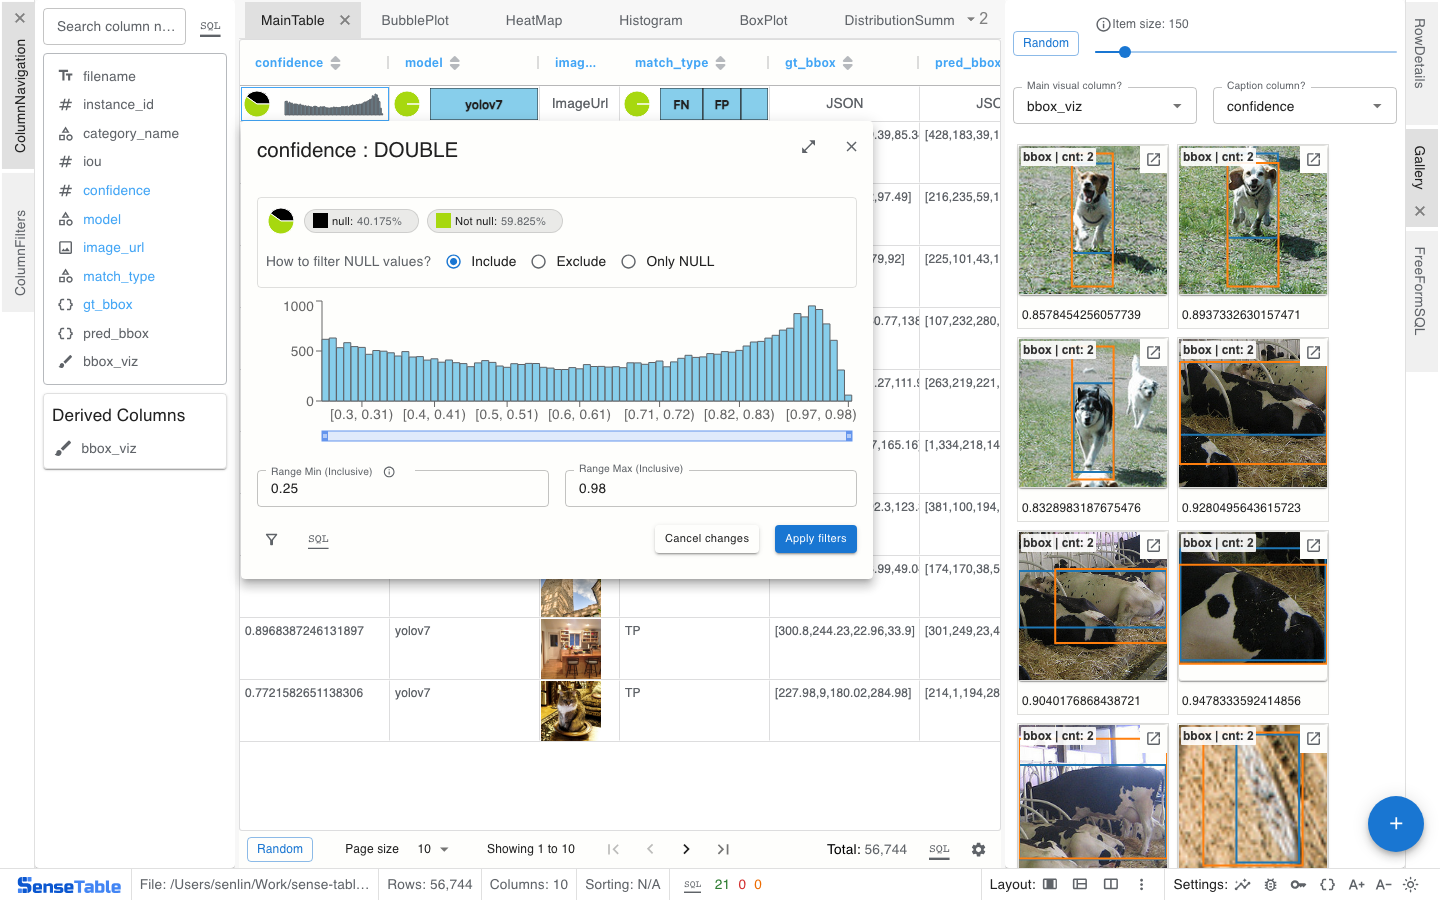 ColumnNavigation
ColumnFilters
Search column n...
SQL
filename
instance_id
category_name
iou
confidence
model
image_url
match_type
gt_bbox
pred_bbox
bbox_viz
Derived Columns
bbox_viz
MainTable
BubblePlot
HeatMap
Histogram
BoxPlot
DistributionSumm
2
confidence
model
imag...
match_type
gt_bbox
pred_bbox
yolov7
ImageUrl
FN
FP
JSON
JSC
confidence : DOUBLE
null: 40.175%
Not null: 59.825%
How to filter NULL values?
Include
Exclude
Only NULL
1000
500
0
[0.3, 0.31)
[0.4, 0.41)
[0.5, 0.51)
[0.6, 0.61)
[0.71, 0.72)
[0.82, 0.83)
[0.97, 0.98)
Range Min (Inclusive)
0.25
Range Max (Inclusive)
0.98
SQL
Cancel changes
Apply filters
.39,85.3
[428,183,39,1
,97.49]
[216,235,59,1
79,92]
[225,101,43,1
0.77,138
[107,232,280,
.27,111.9
[263,219,221,
7,165.16]
[1,334,218,14
2.3,123.
[381,100,194,
.99,49.0
[174,170,38,5
0.8968387246131897
yolov7
TP
[300.8,244.23,22.96,33.9]
[301,249,23,4
0.7721582651138306
yolov7
TP
[227.98,9,180.02,284.98]
[214,1,194,28
Random
Page size
10
Showing 1 to 10
Total: 56,744
SQL
Random
Item size: 150
Main visual column?
bbox_viz
Caption column?
confidence
bbox | cnt: 2
bbox | cnt: 2
0.8578454256057739
0.8937332630157471
bbox | cnt: 2
bbox | cnt: 2
0.8328983187675476
0.9280495643615723
bbox | cnt: 2
bbox | cnt: 2
0.9040176868438721
0.9478333592414856
bbox | cnt: 2
bbox | cnt: 2
RowDetails
Gallery
FreeFormSQL
SenseTable
File: /Users/senlin/Work/sense-tabl...
Rows: 56,744
Columns: 10
Sorting: N/A
SQL
21
0
0
Layout:
Settings:
A+
A-